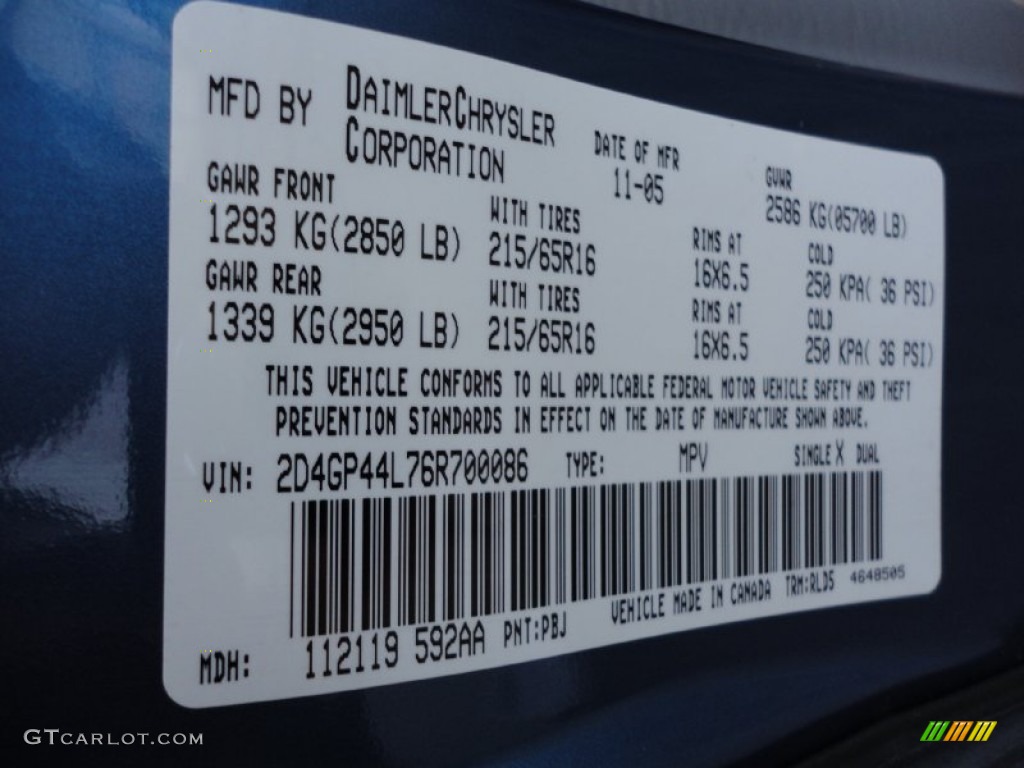 MFD BY DAIMLERCHRYSLER CORPORATION
DATE OF MFR
11-05
GVWR
2586 KG(05700 LB)
GAWR FRONT
1293 KG(2850 LB)
WITH TIRES
215/65R16
RIMS AT
16X6.5
COLD
250 KPA( 36 PSI)
GAWR REAR
1339 KG(2950 LB)
WITH TIRES
215/65R16
RIMS AT
16X6.5
COLD
250 KPA( 36 PSI)
THIS VEHICLE CONFORMS TO ALL APPLICABLE FEDERAL MOTOR VEHICLE SAFETY AND THEFT
PREVENTION STANDARDS IN EFFECT ON THE DATE OF MANUFACTURE SHOWN ABOVE.
VIN: 2D4GP44L76R700086 TYPE: MPV SINGLE X DUAL
VEHICLE MADE IN CANADA TRM:RLD5 4648505
MDH: 112119 592AA PNT:PBJ
GTCARLOT.COM